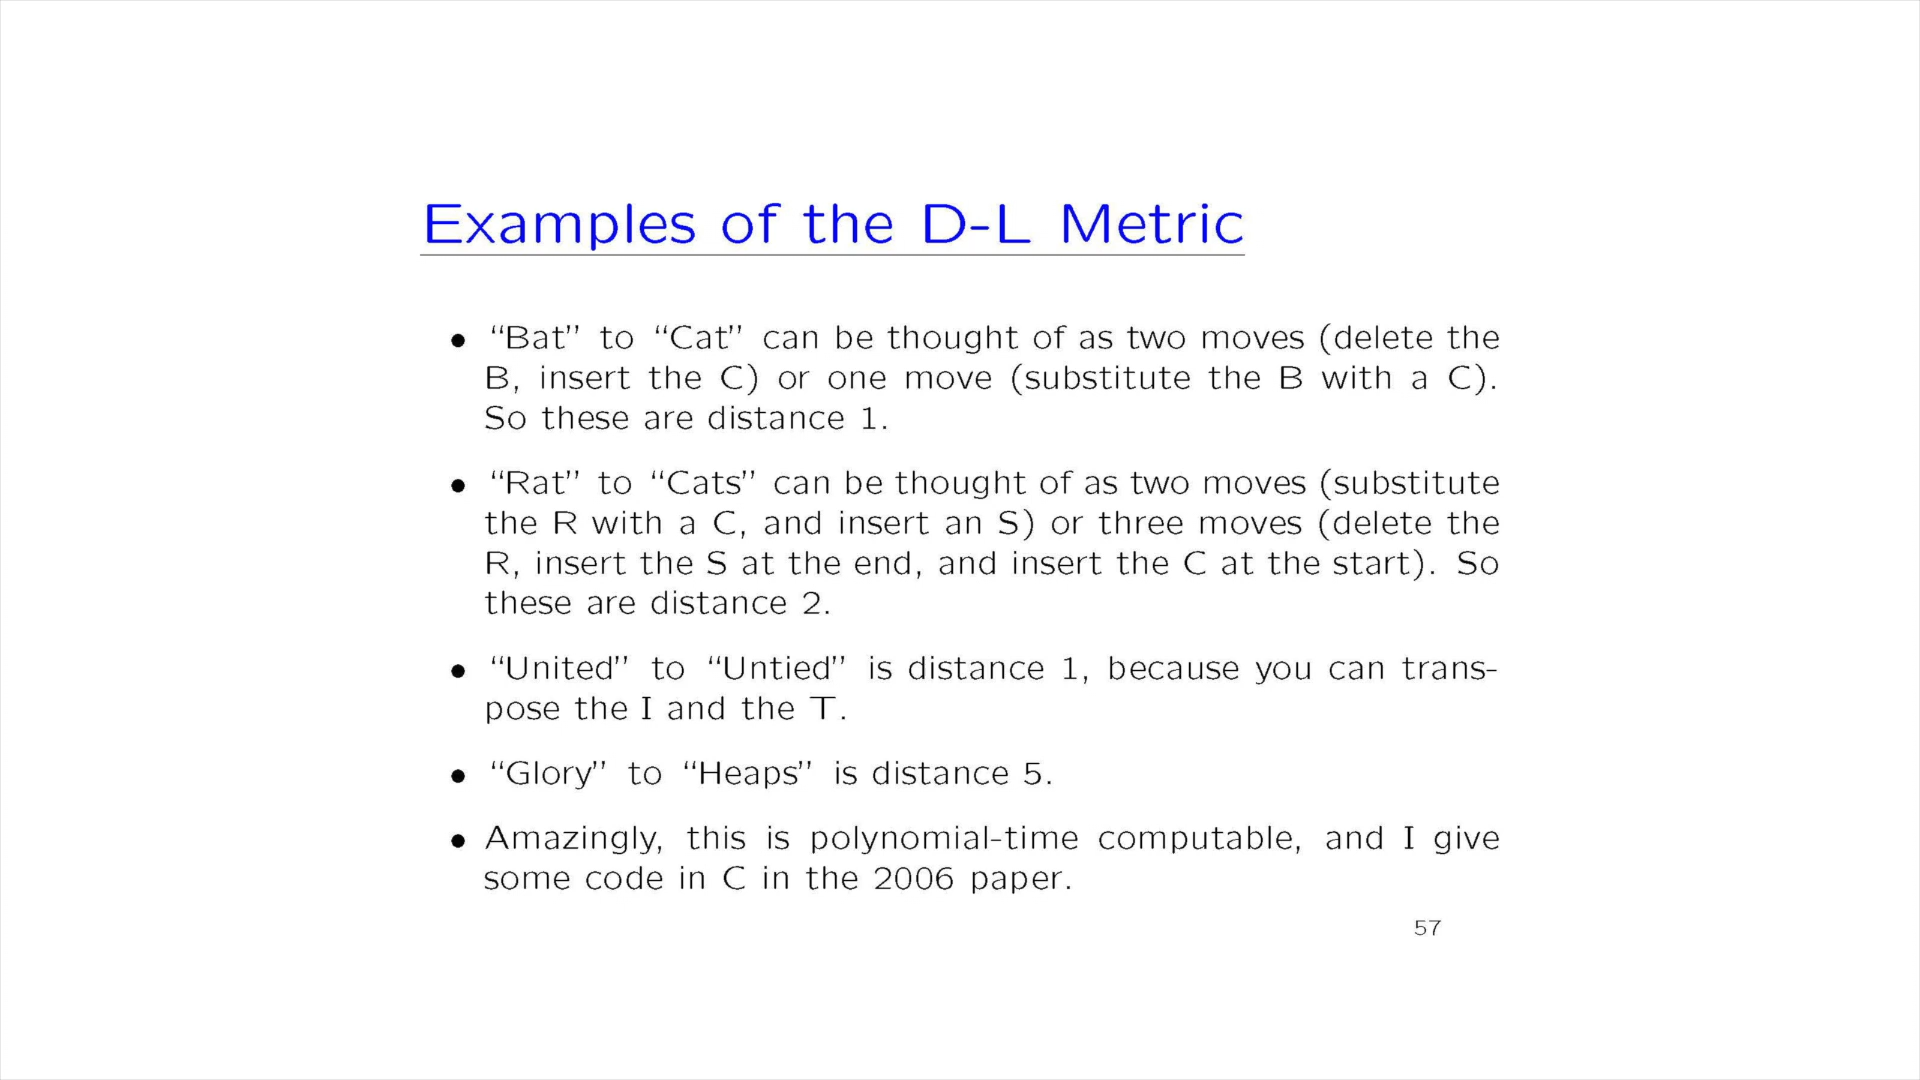 Examples of the D-L Metric
• “Bat” to “Cat” can be thought of as two moves (delete the
B, insert the C) or one move (substitute the B with a C).
So these are distance 1.
• “Rat” to “Cats” can be thought of as two moves (substitute
the R with a C, and insert an S) or three moves (delete the
R, insert the S at the end, and insert the C at the start). So
these are distance 2.
• “United” to “Untied” is distance 1, because you can trans-
pose the I and the T.
• “Glory” to “Heaps” is distance 5.
• Amazingly, this is polynomial-time computable, and I give
some code in C in the 2006 paper.
57